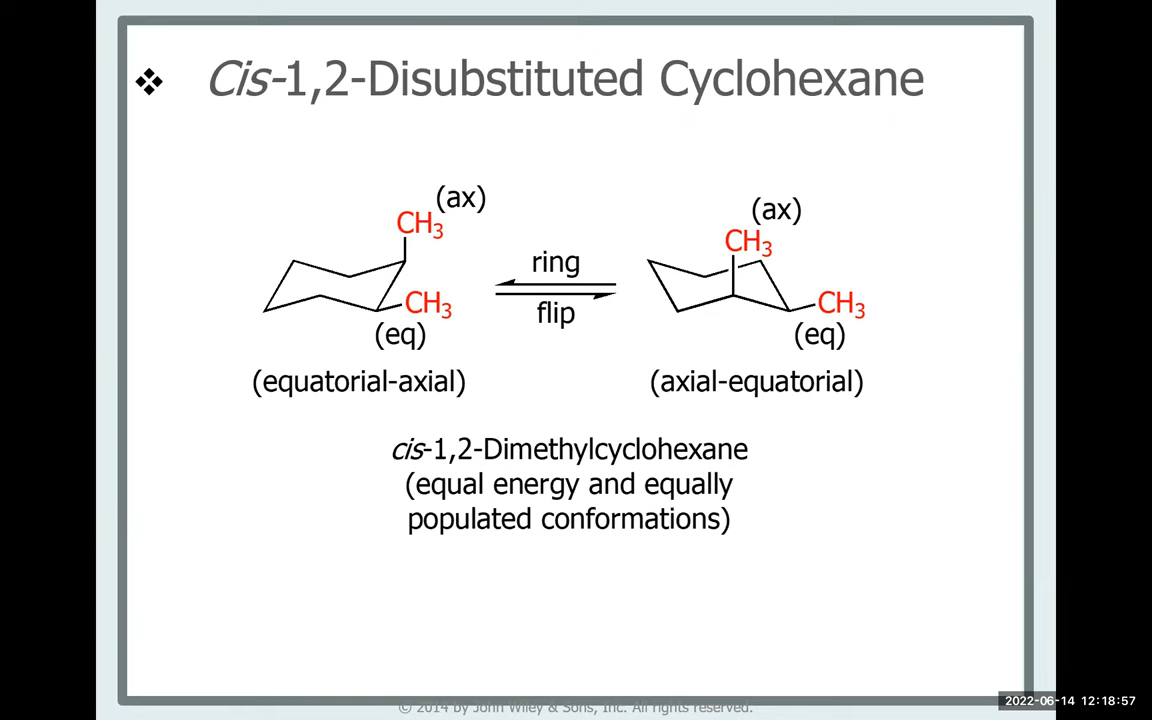 ❖ Cis-1,2-Disubstituted Cyclohexane
(ax)
CH3
CH3
(eq)
(equatorial-axial)
ring
flip
(ax)
CH3
CH3
(eq)
(axial-equatorial)
cis-1,2-Dimethylcyclohexane
(equal energy and equally
populated conformations)
© 2014 by John Wiley & Sons, Inc. All rights reserved.
2022-06-14 12:18:57